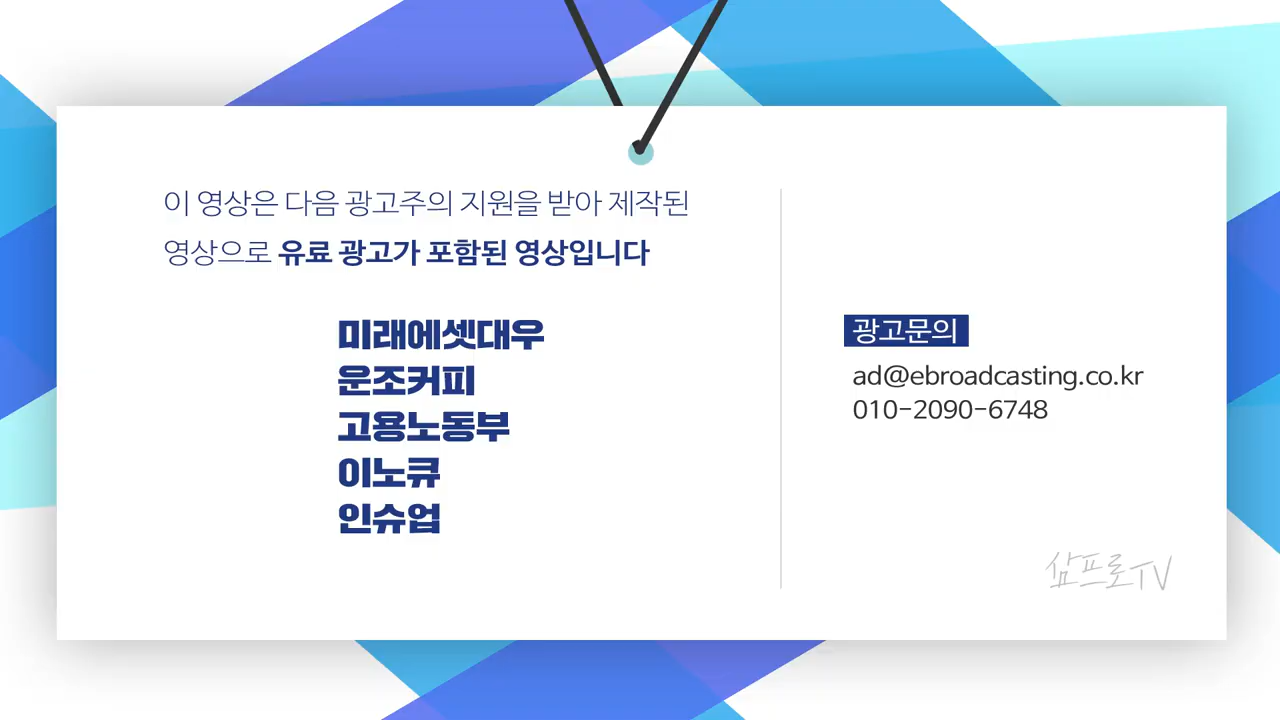 이 영상은 다음 광고주의 지원을 받아 제작된
영상으로 유료 광고가 포함된 영상입니다
미래에셋대우
운조커피
고용노동부
이노큐
인슈업
광고문의
ad@ebroadcasting.co.kr
010-2090-6748
삼프로TV